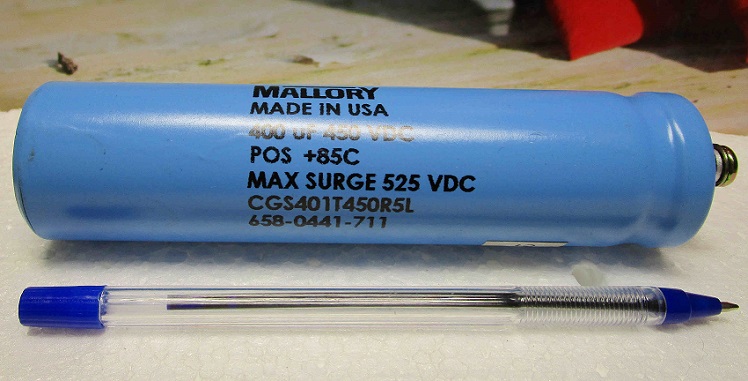 MALLORY
MADE IN USA
400 UF 450 VDC
POS +85C
MAX SURGE 525 VDC
CGS401T450R5L
658-0441-711